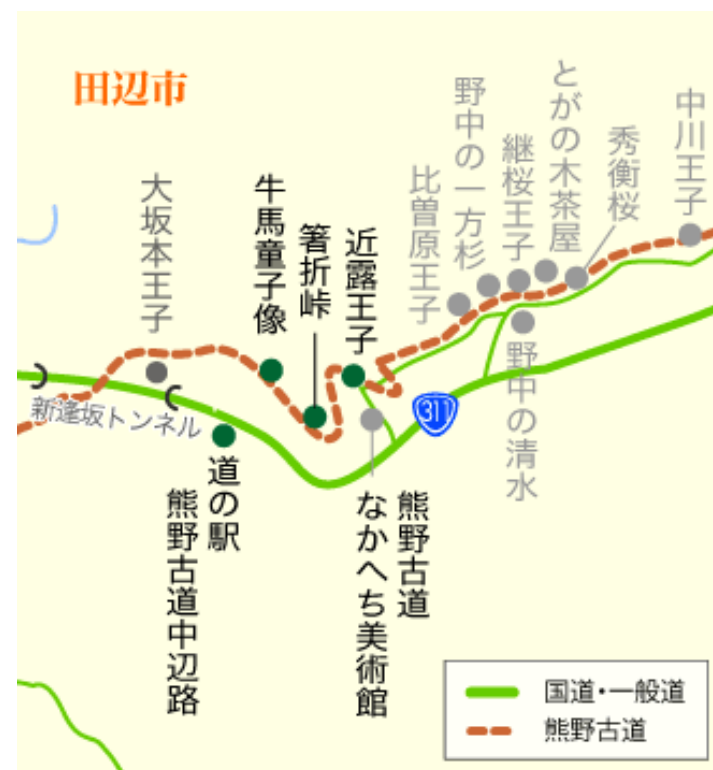 田辺市
中川王子
秀衡桜
とがの木茶屋
継桜王子
野中の一方杉
比曽原王子
近露王子
箸折峠
牛馬童子像
大坂本王子
新逢坂トンネル
311
野中の清水
熊野古道
なかへち美術館
道の駅
熊野古道中辺路
国道・一般道
熊野古道